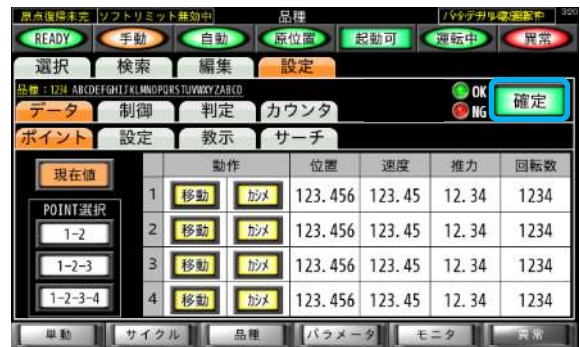 原点復帰未完 ソフトリミット無効中 品種 320
READY 手動 自動 原位置 起動可 運転中 異常
選択 検索 編集 設定
品種:1234 ABCDEFGHIJKLMNOPQRSTUVWXYZABCD OK 確定
NG
データ 制御 判定 カウンタ
ポイント 設定 教示 サーチ
現在値 動作 位置 速度 推力 回転数
POINT選択
1 移動 カシメ 123.456 123.45 12.34 1234
1-2
2 移動 カシメ 123.456 123.45 12.34 1234
1-2-3
3 移動 カシメ 123.456 123.45 12.34 1234
1-2-3-4
4 移動 カシメ 123.456 123.45 12.34 1234
単動 サイクル 品種 パラメータ モニタ 異常